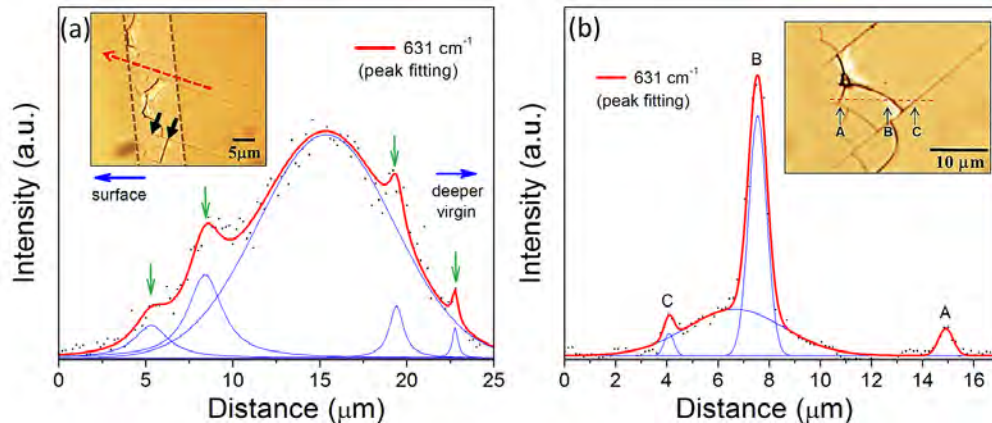 (a)
5μm
631 cm⁻¹
(peak fitting)
surface
deeper
virgin
Intensity (a.u.)
0 5 10 15 20 25
Distance (μm)
(b)
631 cm⁻¹
(peak fitting)
B
C
A
A B C
10 μm
Intensity (a.u.)
0 2 4 6 8 10 12 14 16
Distance (μm)